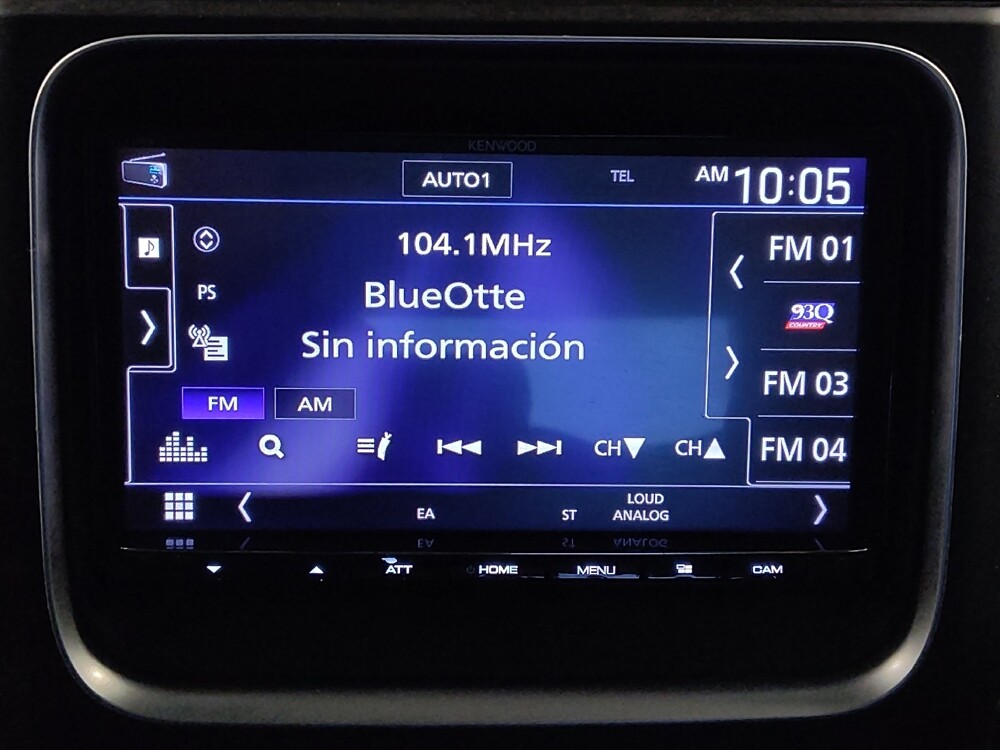 KENWOOD
AUTO1
TEL
AM 10:05
104.1MHz
FM 01
PS
BlueOtte
93Q
COUNTRY
Sin información
FM 03
FM
AM
CH▼
CH▲
FM 04
EA
ST
LOUD
ANALOG
ATT
HOME
MENU
CAM